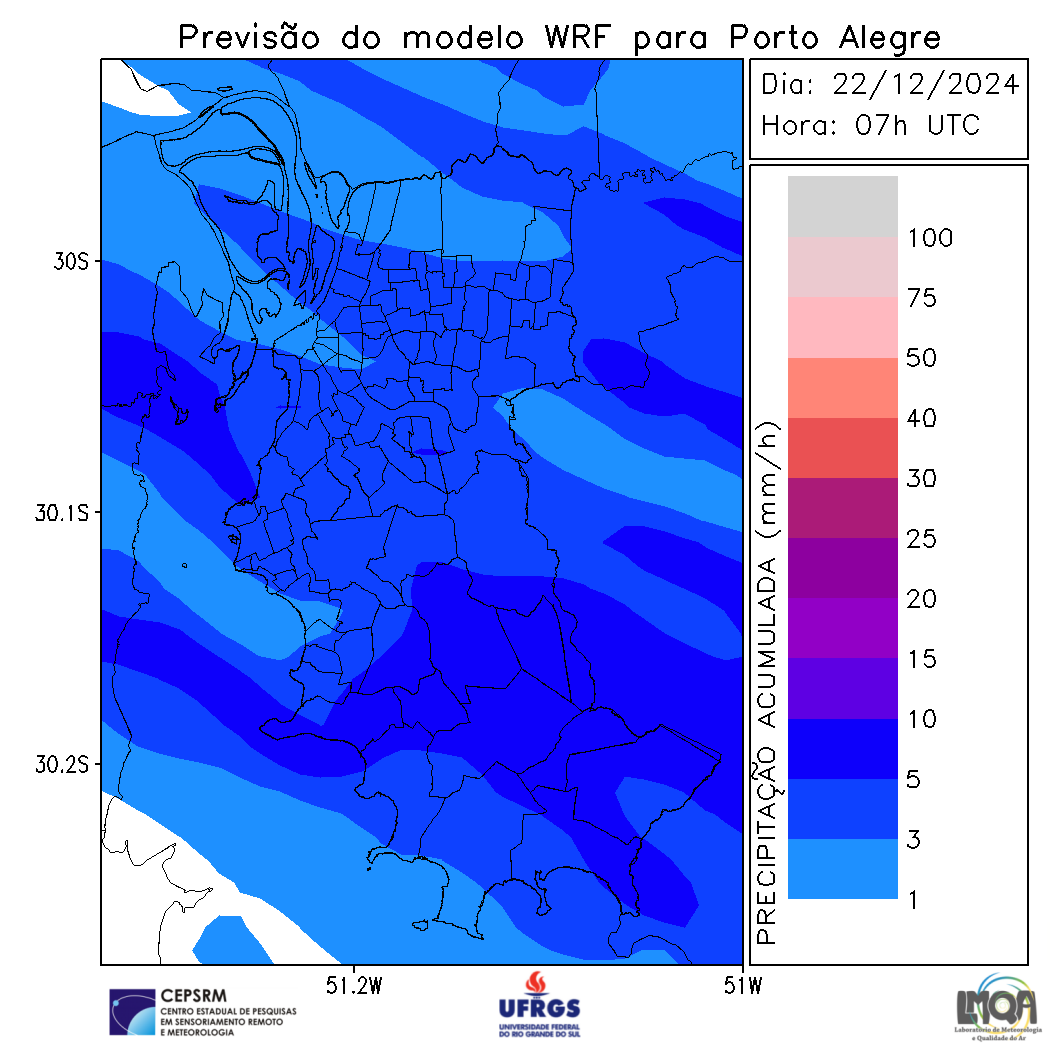 Previsão do modelo WRF para Porto Alegre
Dia: 22/12/2024
Hora: 07h UTC
30S
30.1S
30.2S
51.2W
51W
PRECIPITAÇÃO ACUMULADA (mm/h)
100
75
50
40
30
25
20
15
10
5
3
1
CEPSRM
CENTRO ESTADUAL DE PESQUISAS
EM SENSORIAMENTO REMOTO
E METEOROLOGIA
UFRGS
UNIVERSIDADE FEDERAL
DO RIO GRANDE DO SUL
LMQA
Laboratório de Meteorologia
e Qualidade do Ar